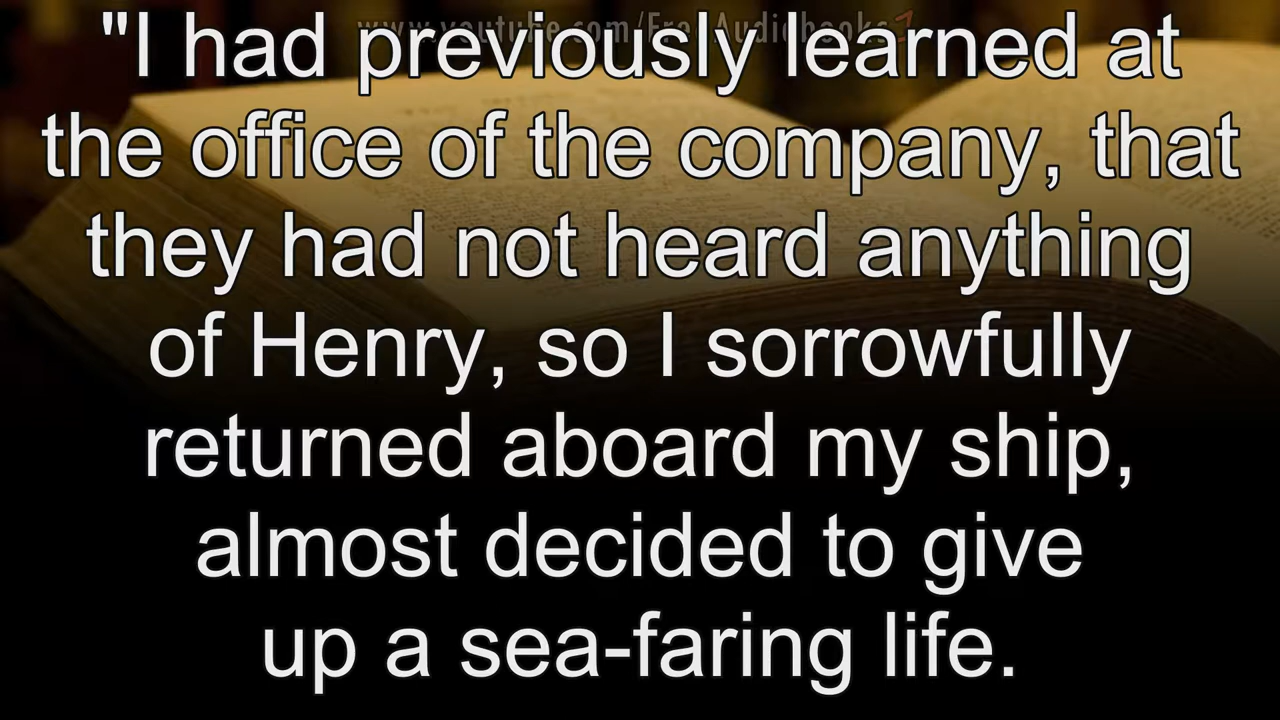 www.youtube.com/FreeAudiobooks1
"I had previously learned at
the office of the company, that
they had not heard anything
of Henry, so I sorrowfully
returned aboard my ship,
almost decided to give
up a sea-faring life.